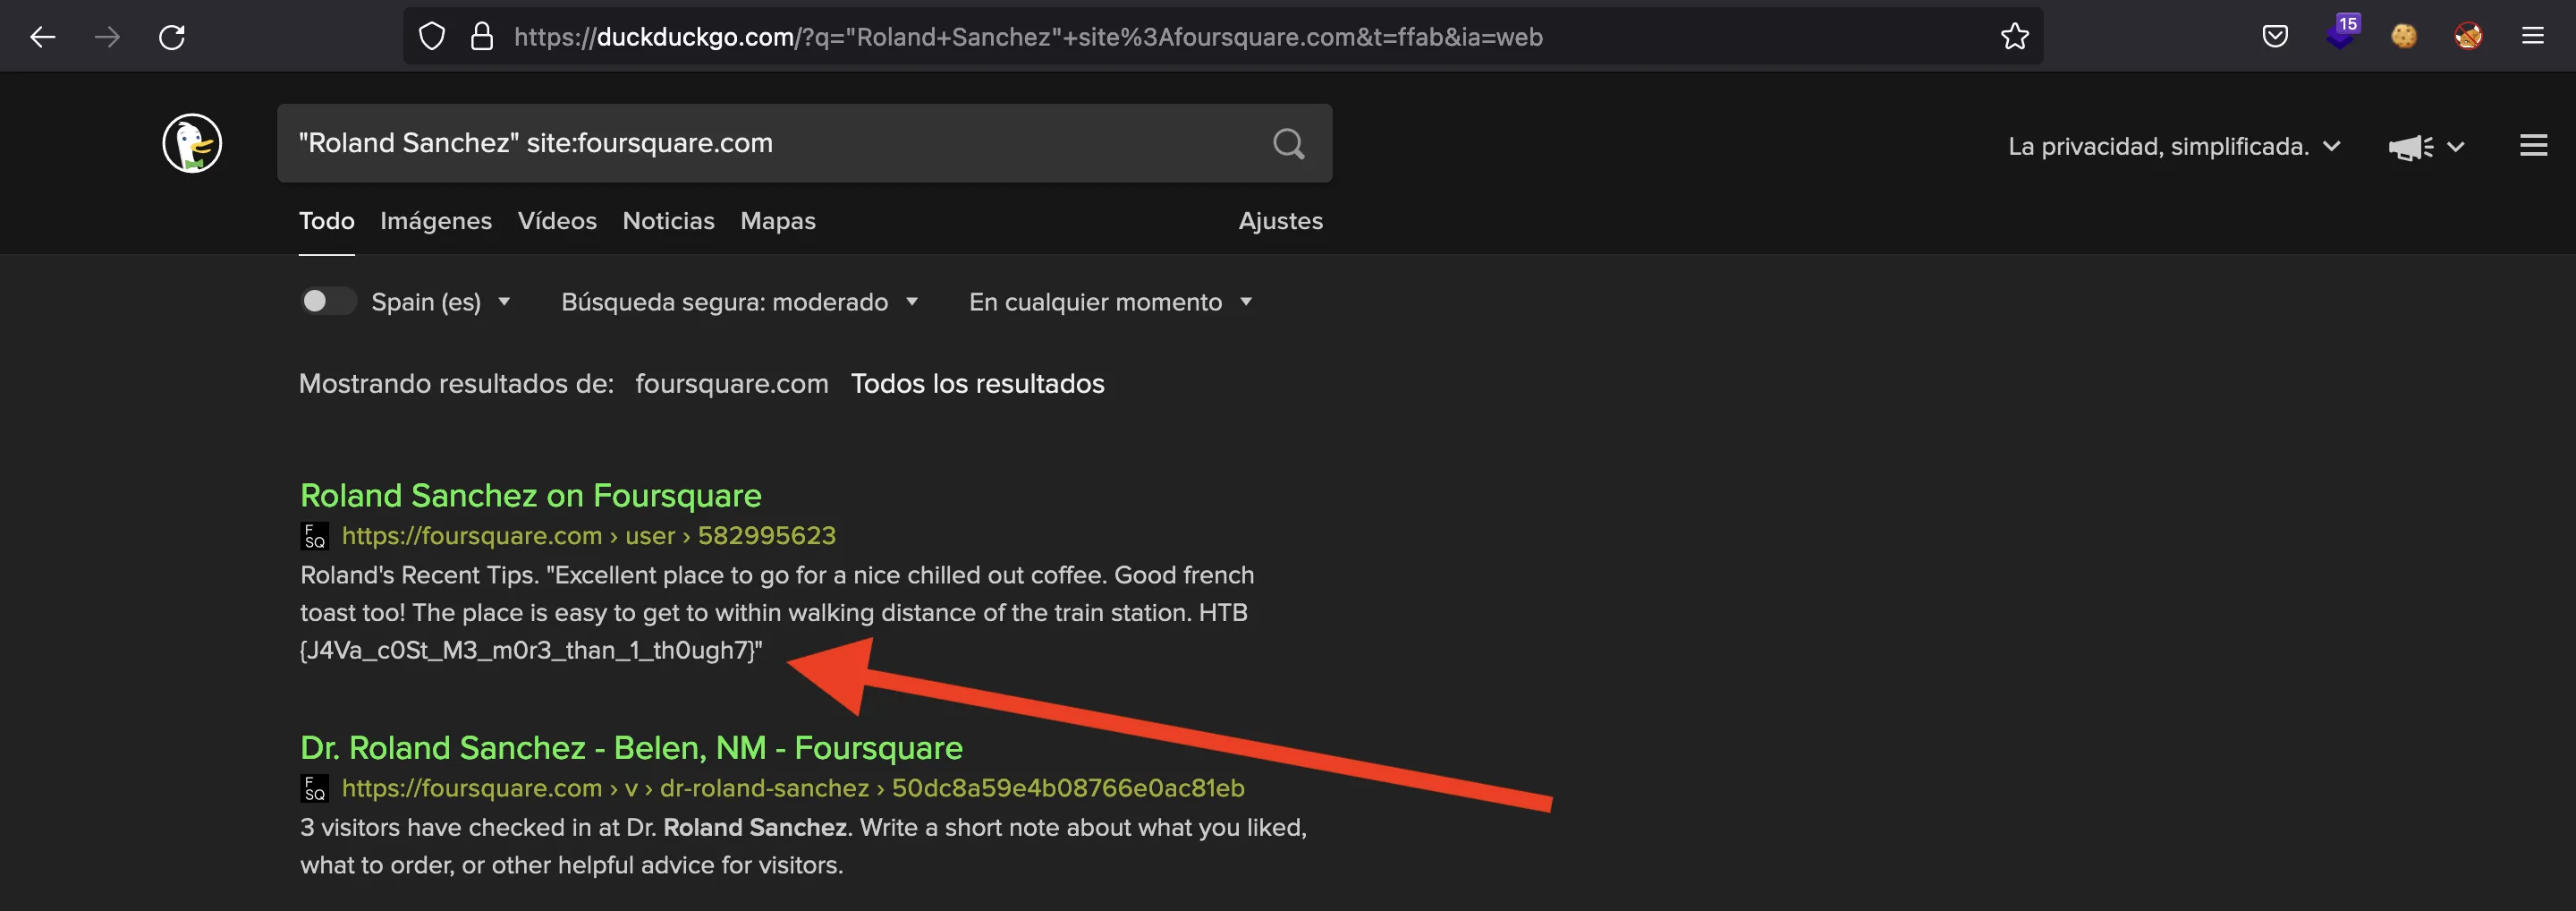 15
https://duckduckgo.com/?q="Roland+Sanchez"+site%3Afoursquare.com&t=ffab&ia=web
"Roland Sanchez" site:foursquare.com
La privacidad, simplificada.
Todo Imágenes Vídeos Noticias Mapas Ajustes
Spain (es) Búsqueda segura: moderado En cualquier momento
Mostrando resultados de: foursquare.com Todos los resultados
Roland Sanchez on Foursquare
F SQ https://foursquare.com › user › 582995623
Roland's Recent Tips. "Excellent place to go for a nice chilled out coffee. Good french
toast too! The place is easy to get to within walking distance of the train station. HTB
{J4Va_c0St_M3_m0r3_than_1_th0ugh7}"
Dr. Roland Sanchez - Belen, NM - Foursquare
F SQ https://foursquare.com › v › dr-roland-sanchez › 50dc8a59e4b08766e0ac81eb
3 visitors have checked in at Dr. Roland Sanchez. Write a short note about what you liked,
what to order, or other helpful advice for visitors.